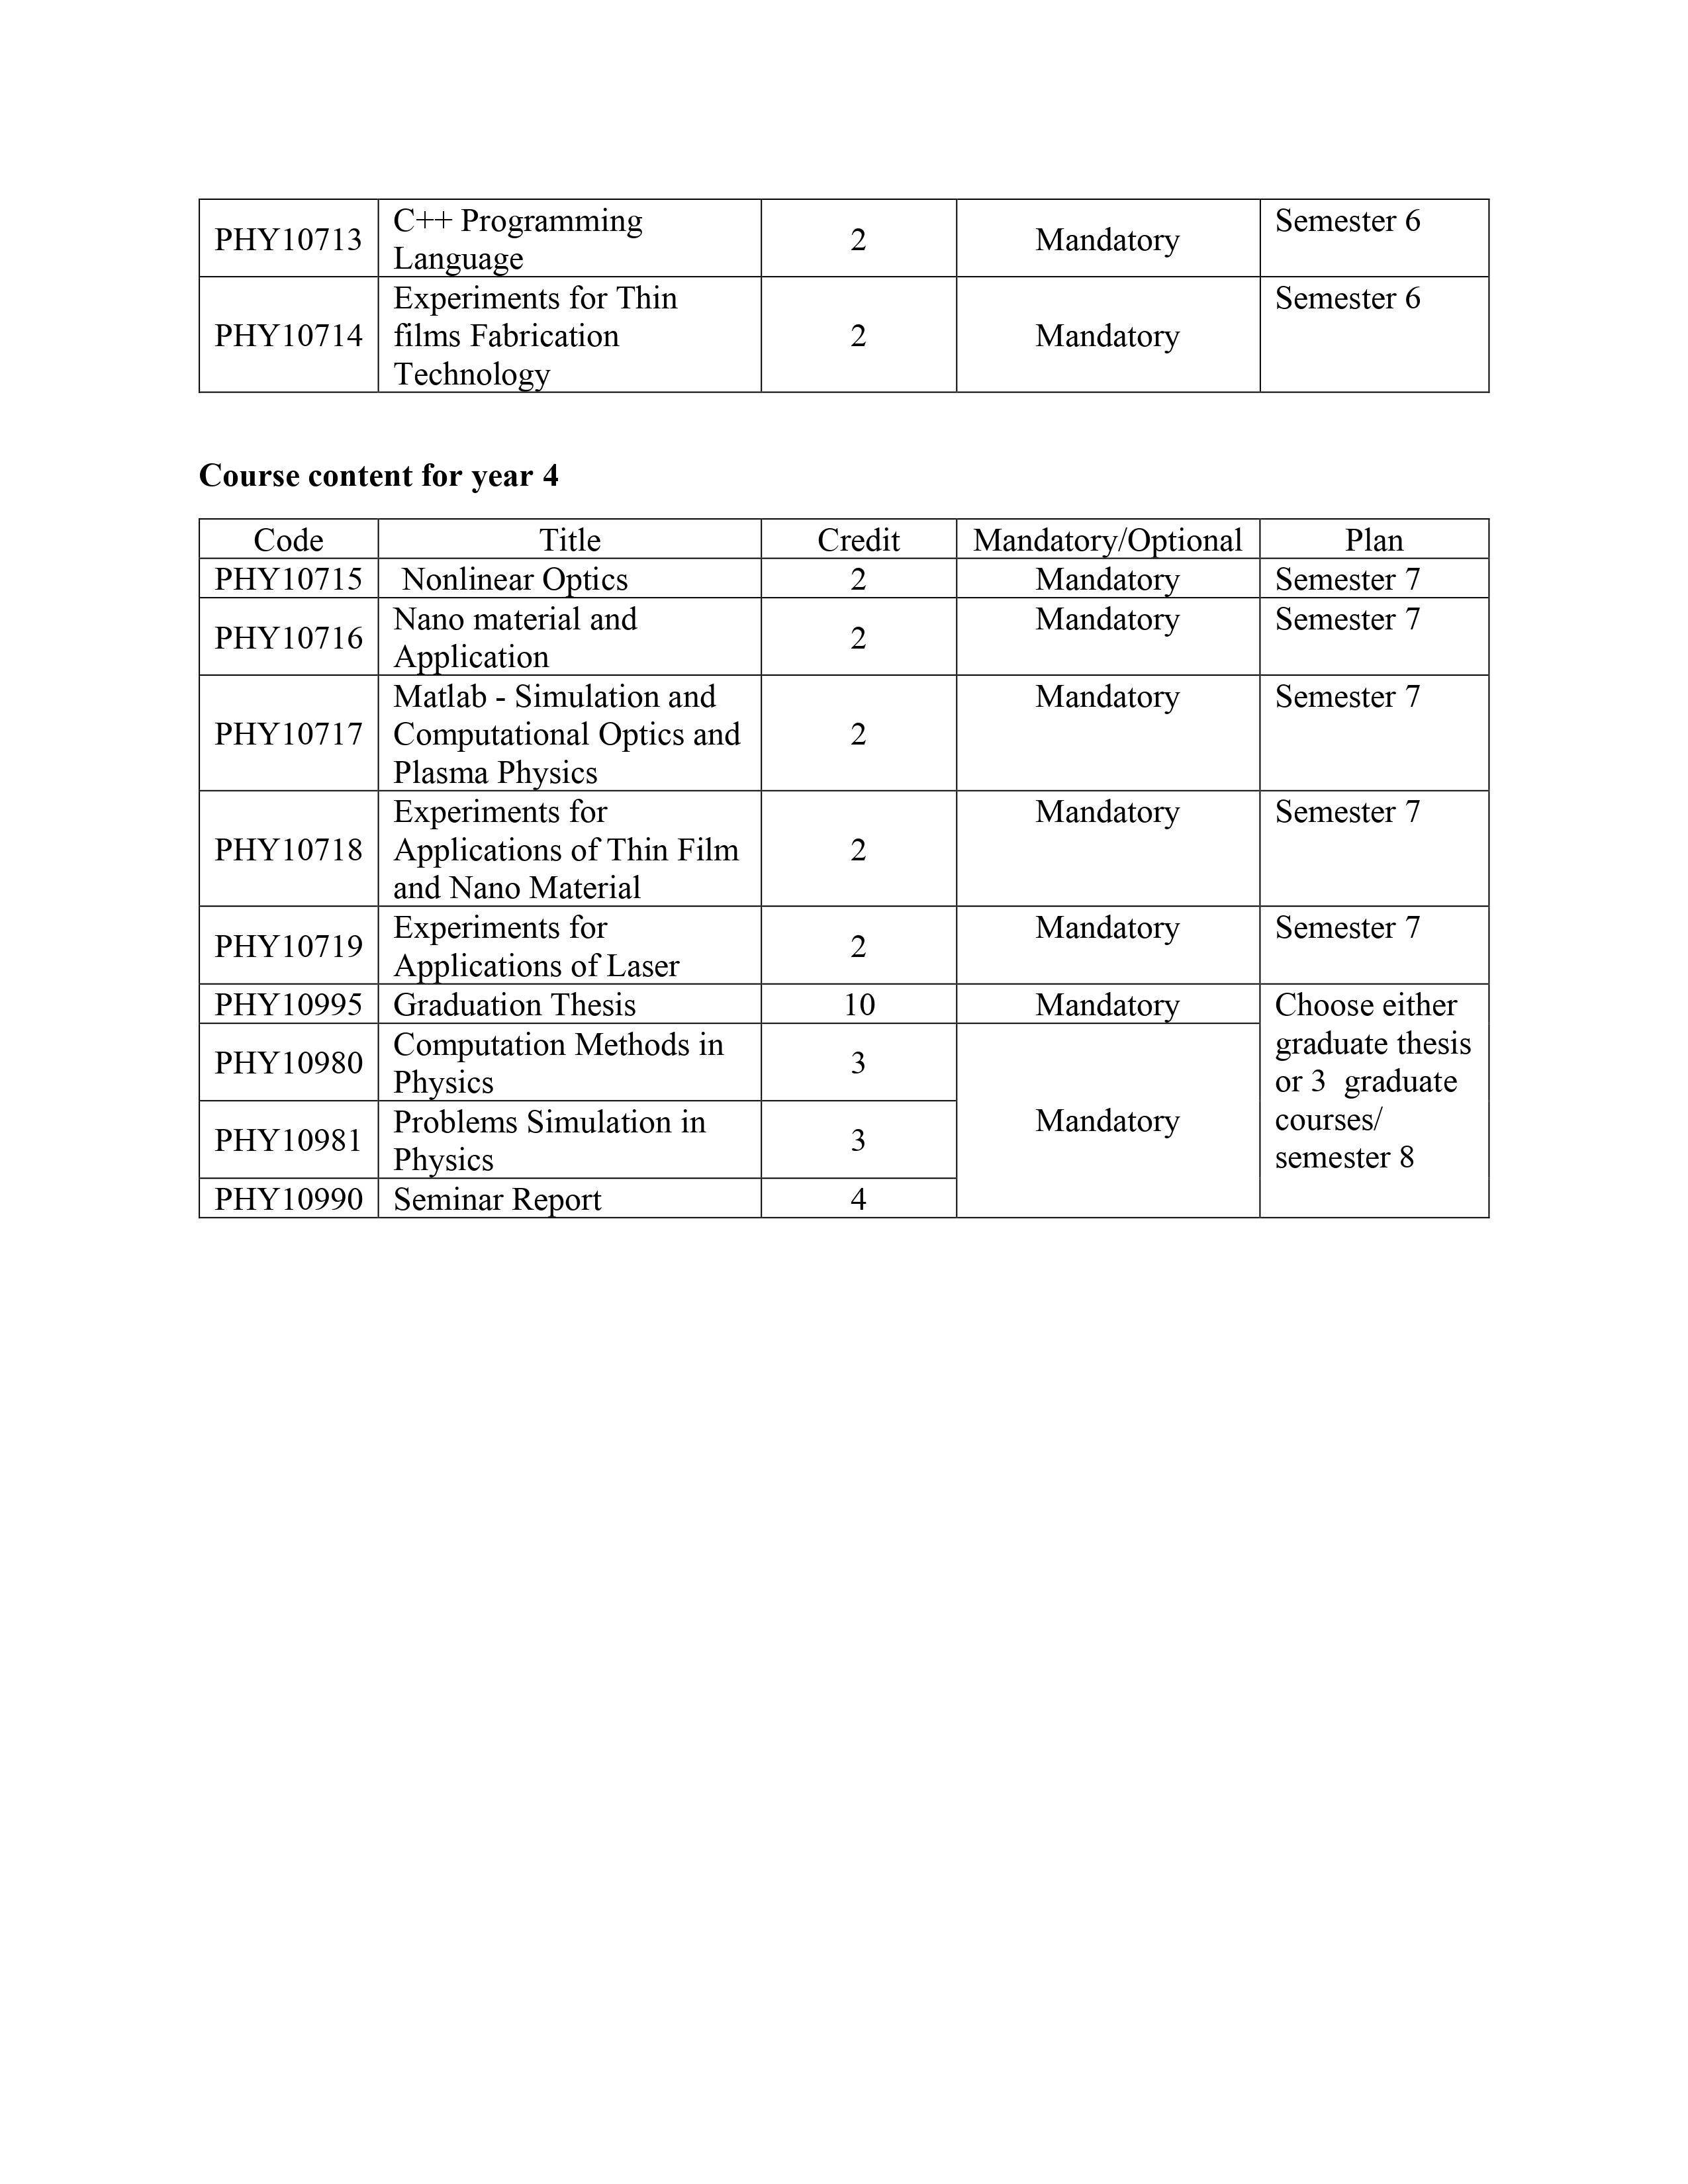 PHY10713 C++ Programming Language 2 Mandatory Semester 6
PHY10714 Experiments for Thin films Fabrication Technology 2 Mandatory Semester 6
Course content for year 4
Code Title Credit Mandatory/Optional Plan
PHY10715 Nonlinear Optics 2 Mandatory Semester 7
PHY10716 Nano material and Application 2 Mandatory Semester 7
PHY10717 Matlab - Simulation and Computational Optics and Plasma Physics 2 Mandatory Semester 7
PHY10718 Experiments for Applications of Thin Film and Nano Material 2 Mandatory Semester 7
PHY10719 Experiments for Applications of Laser 2 Mandatory Semester 7
PHY10995 Graduation Thesis 10 Mandatory Choose either graduate thesis or 3 graduate courses/ semester 8
PHY10980 Computation Methods in Physics 3 Mandatory
PHY10981 Problems Simulation in Physics 3
PHY10990 Seminar Report 4